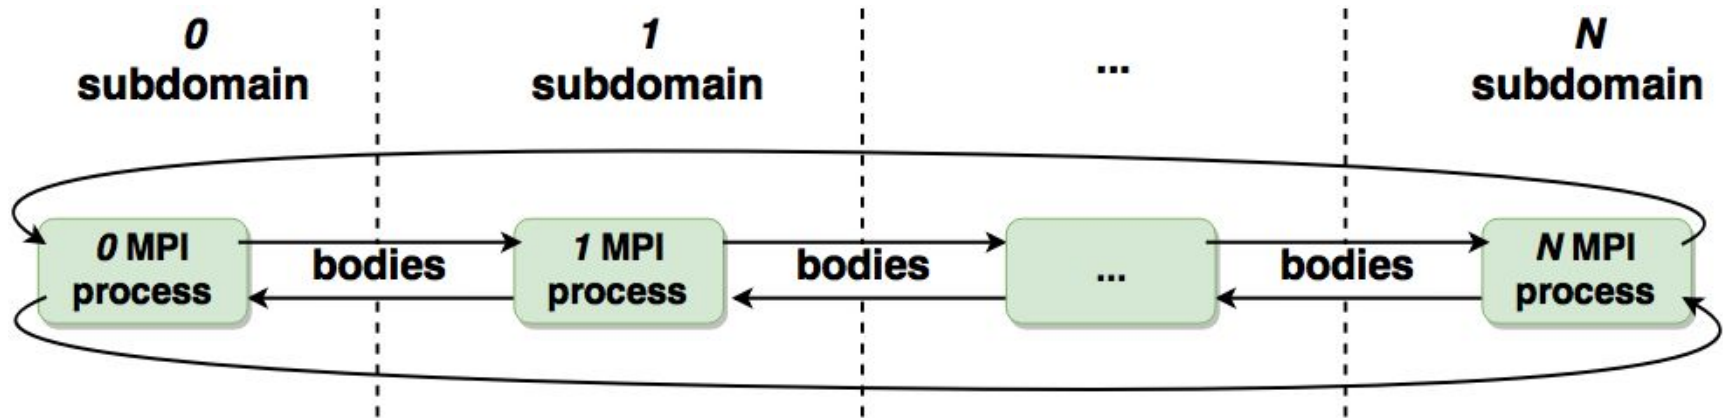 0
subdomain
1
subdomain
...
N
subdomain
0 MPI
process
bodies
1 MPI
process
bodies
...
bodies
N MPI
process